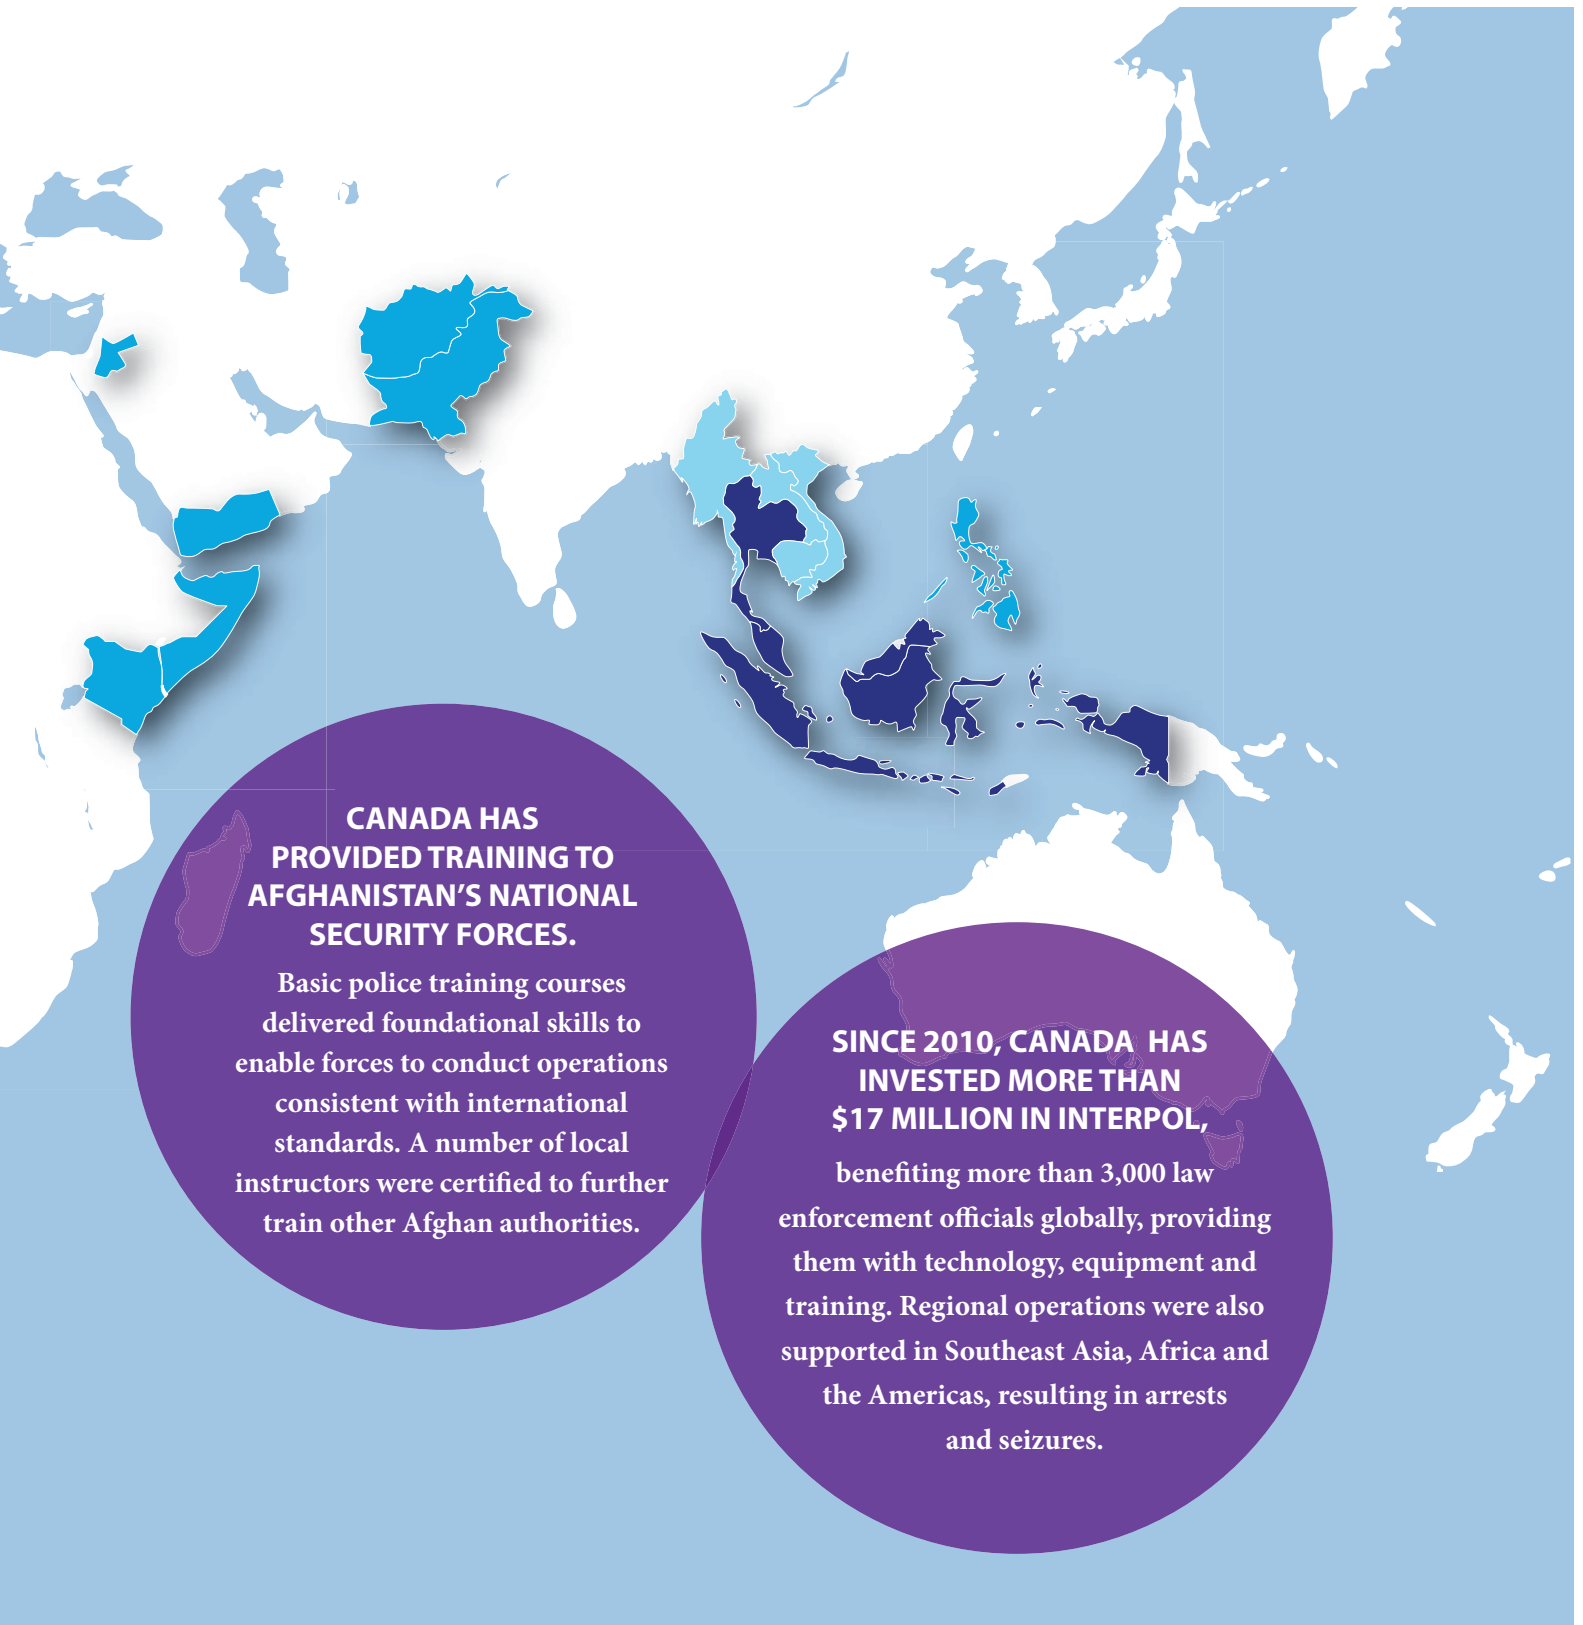 CANADA HAS
PROVIDED TRAINING TO
AFGHANISTAN’S NATIONAL
SECURITY FORCES.
Basic police training courses
delivered foundational skills to
enable forces to conduct operations
consistent with international
standards. A number of local
instructors were certified to further
train other Afghan authorities.
SINCE 2010, CANADA HAS
INVESTED MORE THAN
$17 MILLION IN INTERPOL,
benefiting more than 3,000 law
enforcement officials globally, providing
them with technology, equipment and
training. Regional operations were also
supported in Southeast Asia, Africa and
the Americas, resulting in arrests
and seizures.